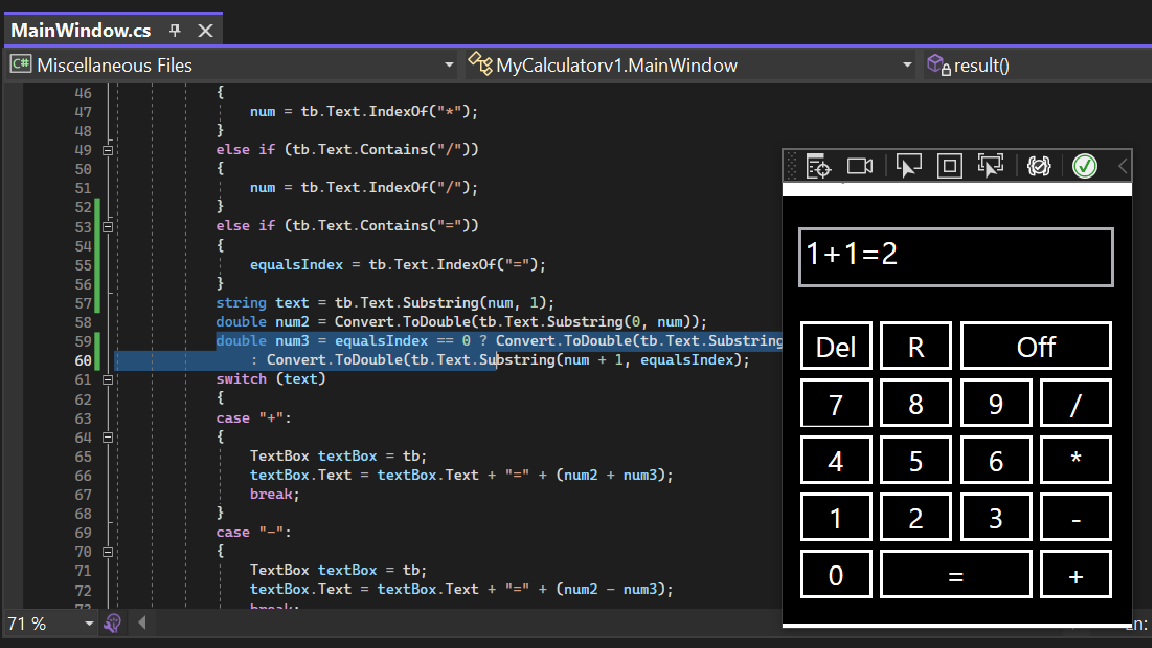 MainWindow.cs
C# Miscellaneous Files
MyCalculatorv1.MainWindow
result()
46 {
47 num = tb.Text.IndexOf("*");
48 }
49 else if (tb.Text.Contains("/"))
50 {
51 num = tb.Text.IndexOf("/");
52 }
53 else if (tb.Text.Contains("="))
54 {
55 equalsIndex = tb.Text.IndexOf("=");
56 }
57 string text = tb.Text.Substring(num, 1);
58 double num2 = Convert.ToDouble(tb.Text.Substring(0, num));
59 double num3 = equalsIndex == 0 ? Convert.ToDouble(tb.Text.Substring
60 : Convert.ToDouble(tb.Text.Substring(num + 1, equalsIndex);
61 switch (text)
62 {
63 case "+":
64 {
65 TextBox textBox = tb;
66 textBox.Text = textBox.Text + "=" + (num2 + num3);
67 break;
68 }
69 case "-":
70 {
71 TextBox textBox = tb;
72 textBox.Text = textBox.Text + "=" + (num2 - num3);
73 break;
71 %
Ln:
1+1=2
Del R Off
7 8 9 /
4 5 6 *
1 2 3 -
0 = +